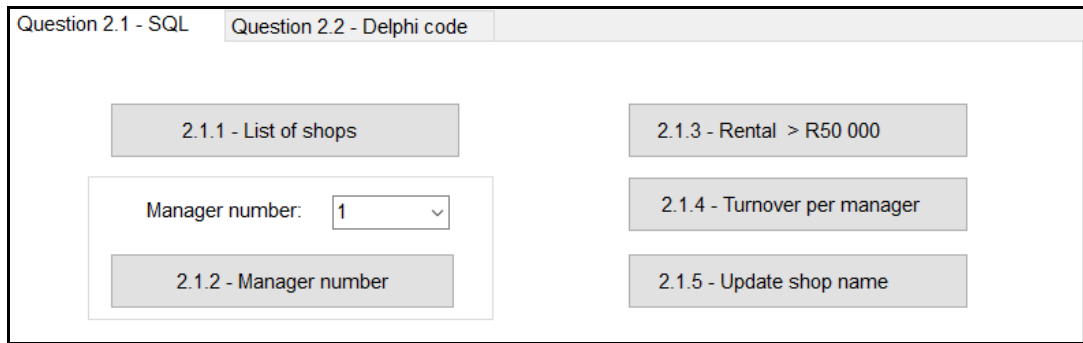 Question 2.1 - SQL
Question 2.2 - Delphi code
2.1.1 - List of shops
2.1.3 - Rental  > R50 000
Manager number:
1
2.1.4 - Turnover per manager
2.1.2 - Manager number
2.1.5 - Update shop name